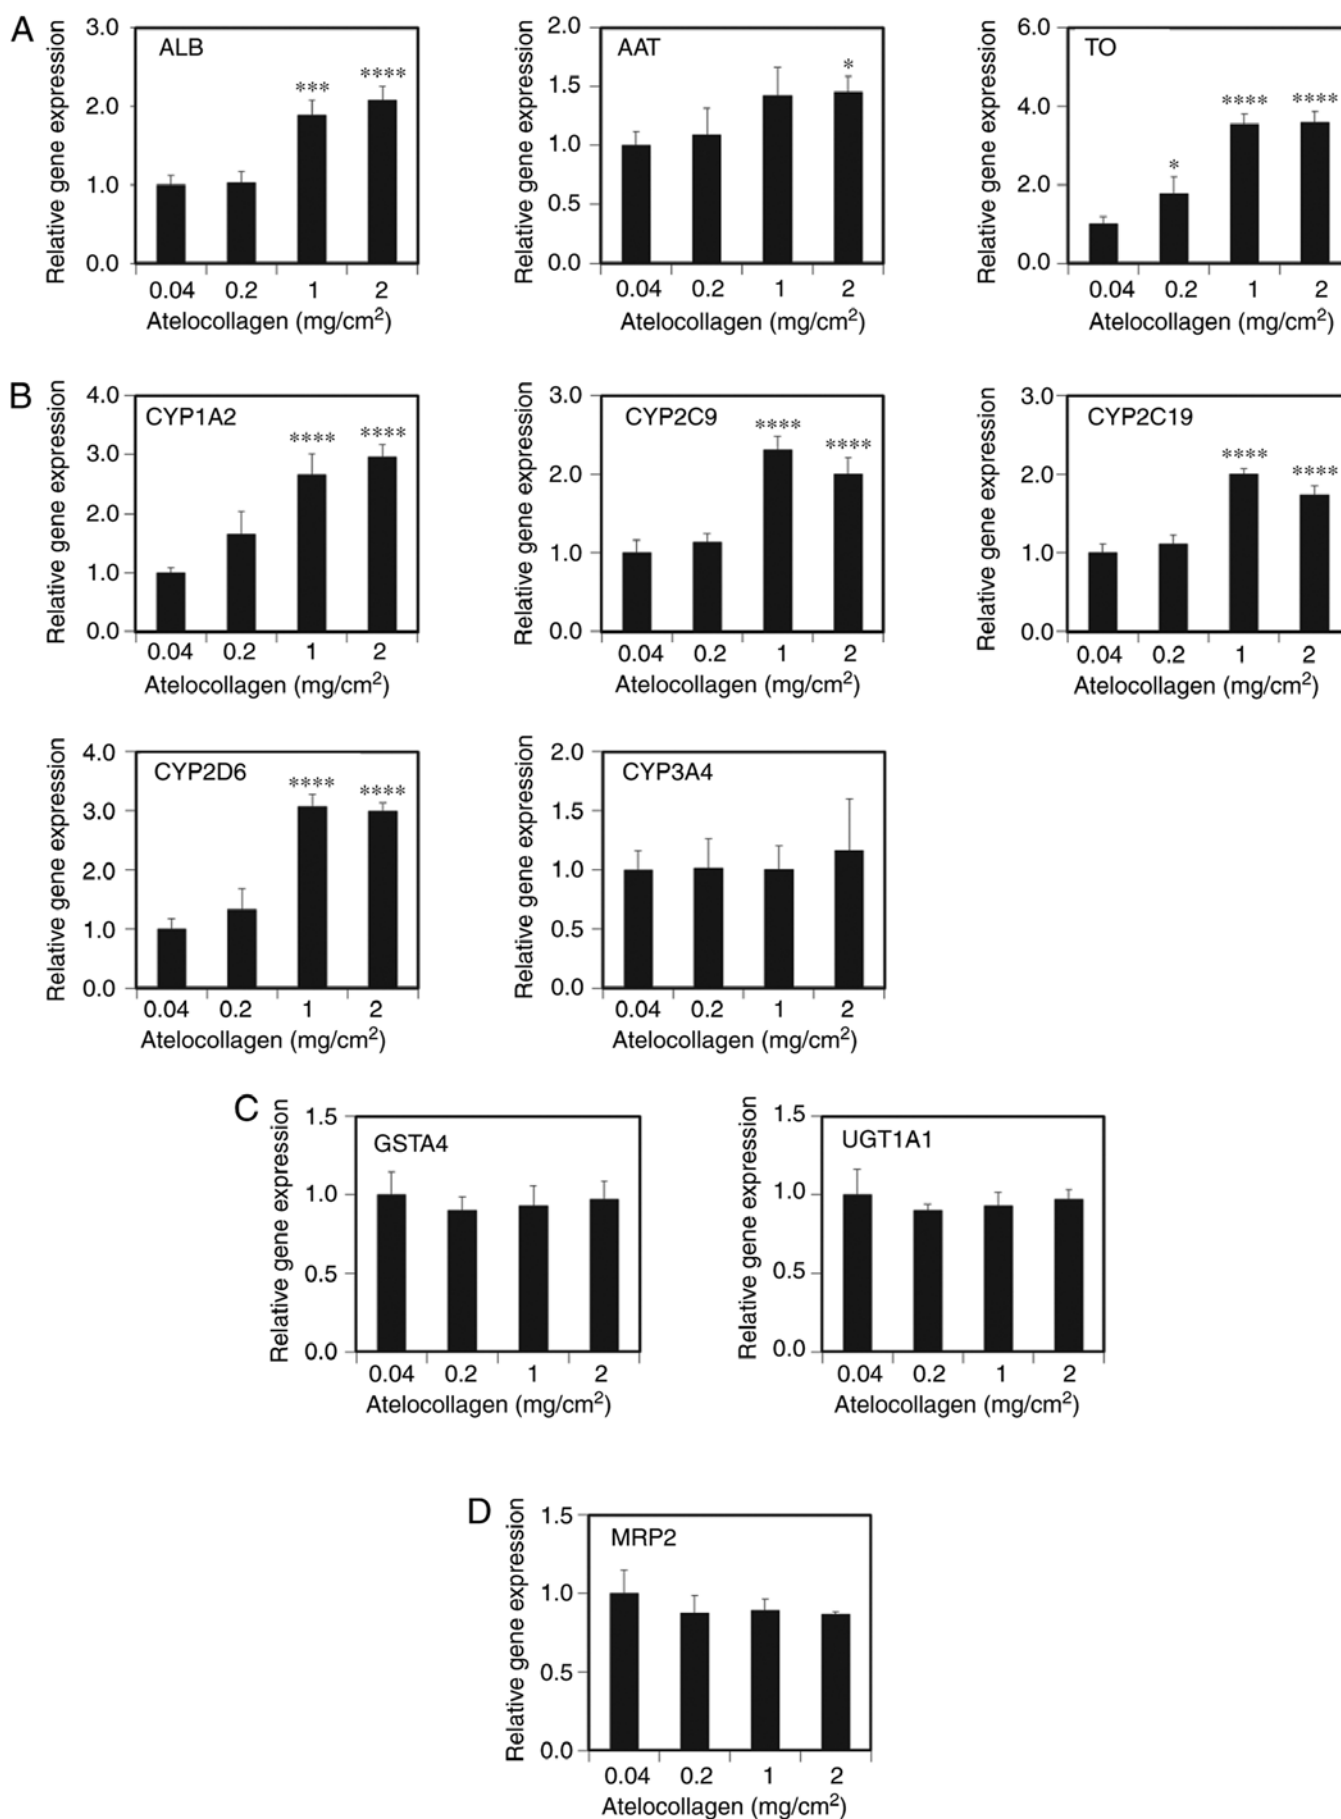 A
Relative gene expression
3.0
2.0
1.0
0.0
ALB
***
****
0.04 0.2 1 2
Atelocollagen (mg/cm²)
Relative gene expression
2.0
1.5
1.0
0.5
0.0
AAT
*
0.04 0.2 1 2
Atelocollagen (mg/cm²)
Relative gene expression
6.0
4.0
2.0
0.0
TO
*
****
****
0.04 0.2 1 2
Atelocollagen (mg/cm²)
B
Relative gene expression
4.0
3.0
2.0
1.0
0.0
CYP1A2
****
****
0.04 0.2 1 2
Atelocollagen (mg/cm²)
Relative gene expression
3.0
2.0
1.0
0.0
CYP2C9
****
****
0.04 0.2 1 2
Atelocollagen (mg/cm²)
Relative gene expression
3.0
2.0
1.0
0.0
CYP2C19
****
****
0.04 0.2 1 2
Atelocollagen (mg/cm²)
Relative gene expression
4.0
3.0
2.0
1.0
0.0
CYP2D6
****
****
0.04 0.2 1 2
Atelocollagen (mg/cm²)
Relative gene expression
2.0
1.5
1.0
0.5
0.0
CYP3A4
0.04 0.2 1 2
Atelocollagen (mg/cm²)
C
Relative gene expression
1.5
1.0
0.5
0.0
GSTA4
0.04 0.2 1 2
Atelocollagen (mg/cm²)
Relative gene expression
1.5
1.0
0.5
0.0
UGT1A1
0.04 0.2 1 2
Atelocollagen (mg/cm²)
D
Relative gene expression
1.5
1.0
0.5
0.0
MRP2
0.04 0.2 1 2
Atelocollagen (mg/cm²)